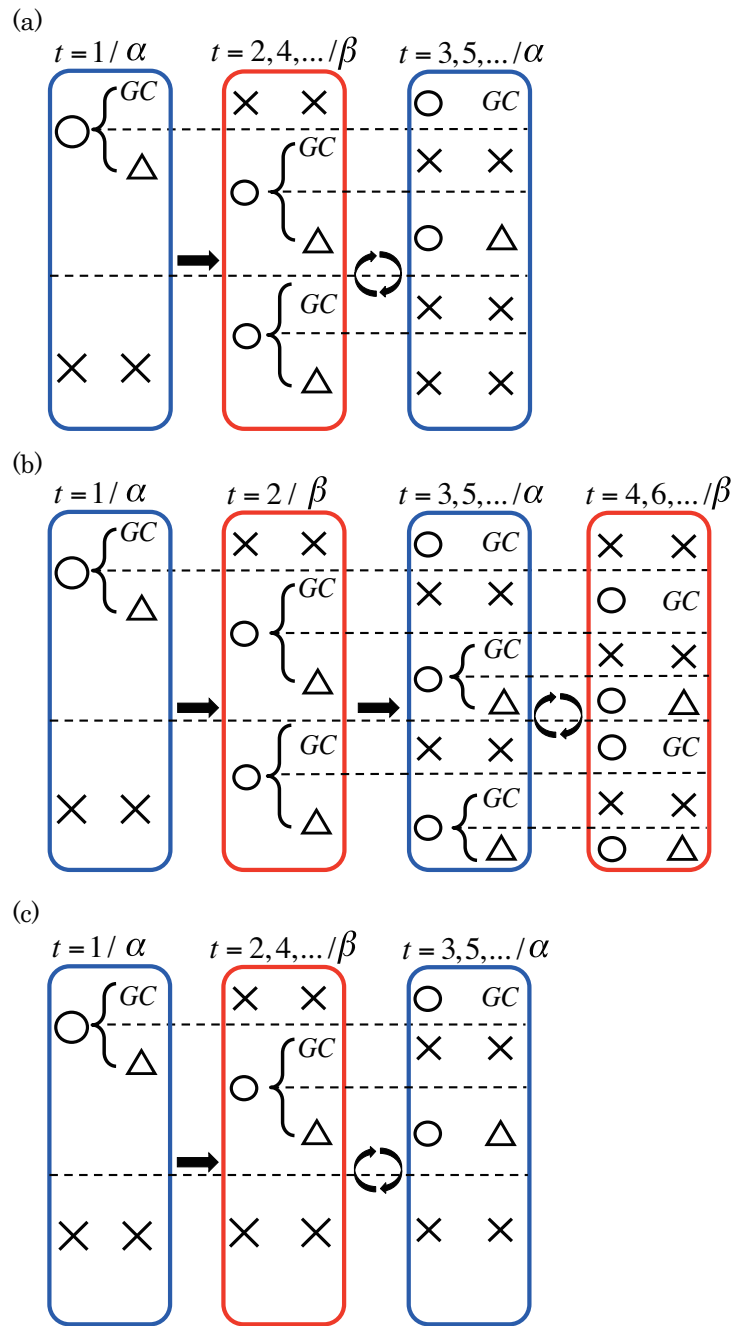 (a)
t = 1 / α t = 2, 4, ... / β t = 3, 5, ... / α
GC
GC
GC
GC
(b)
t = 1 / α t = 2 / β t = 3, 5, ... / α t = 4, 6, ... / β
GC
GC
GC
GC
GC
GC
GC
GC
(c)
t = 1 / α t = 2, 4, ... / β t = 3, 5, ... / α
GC
GC
GC